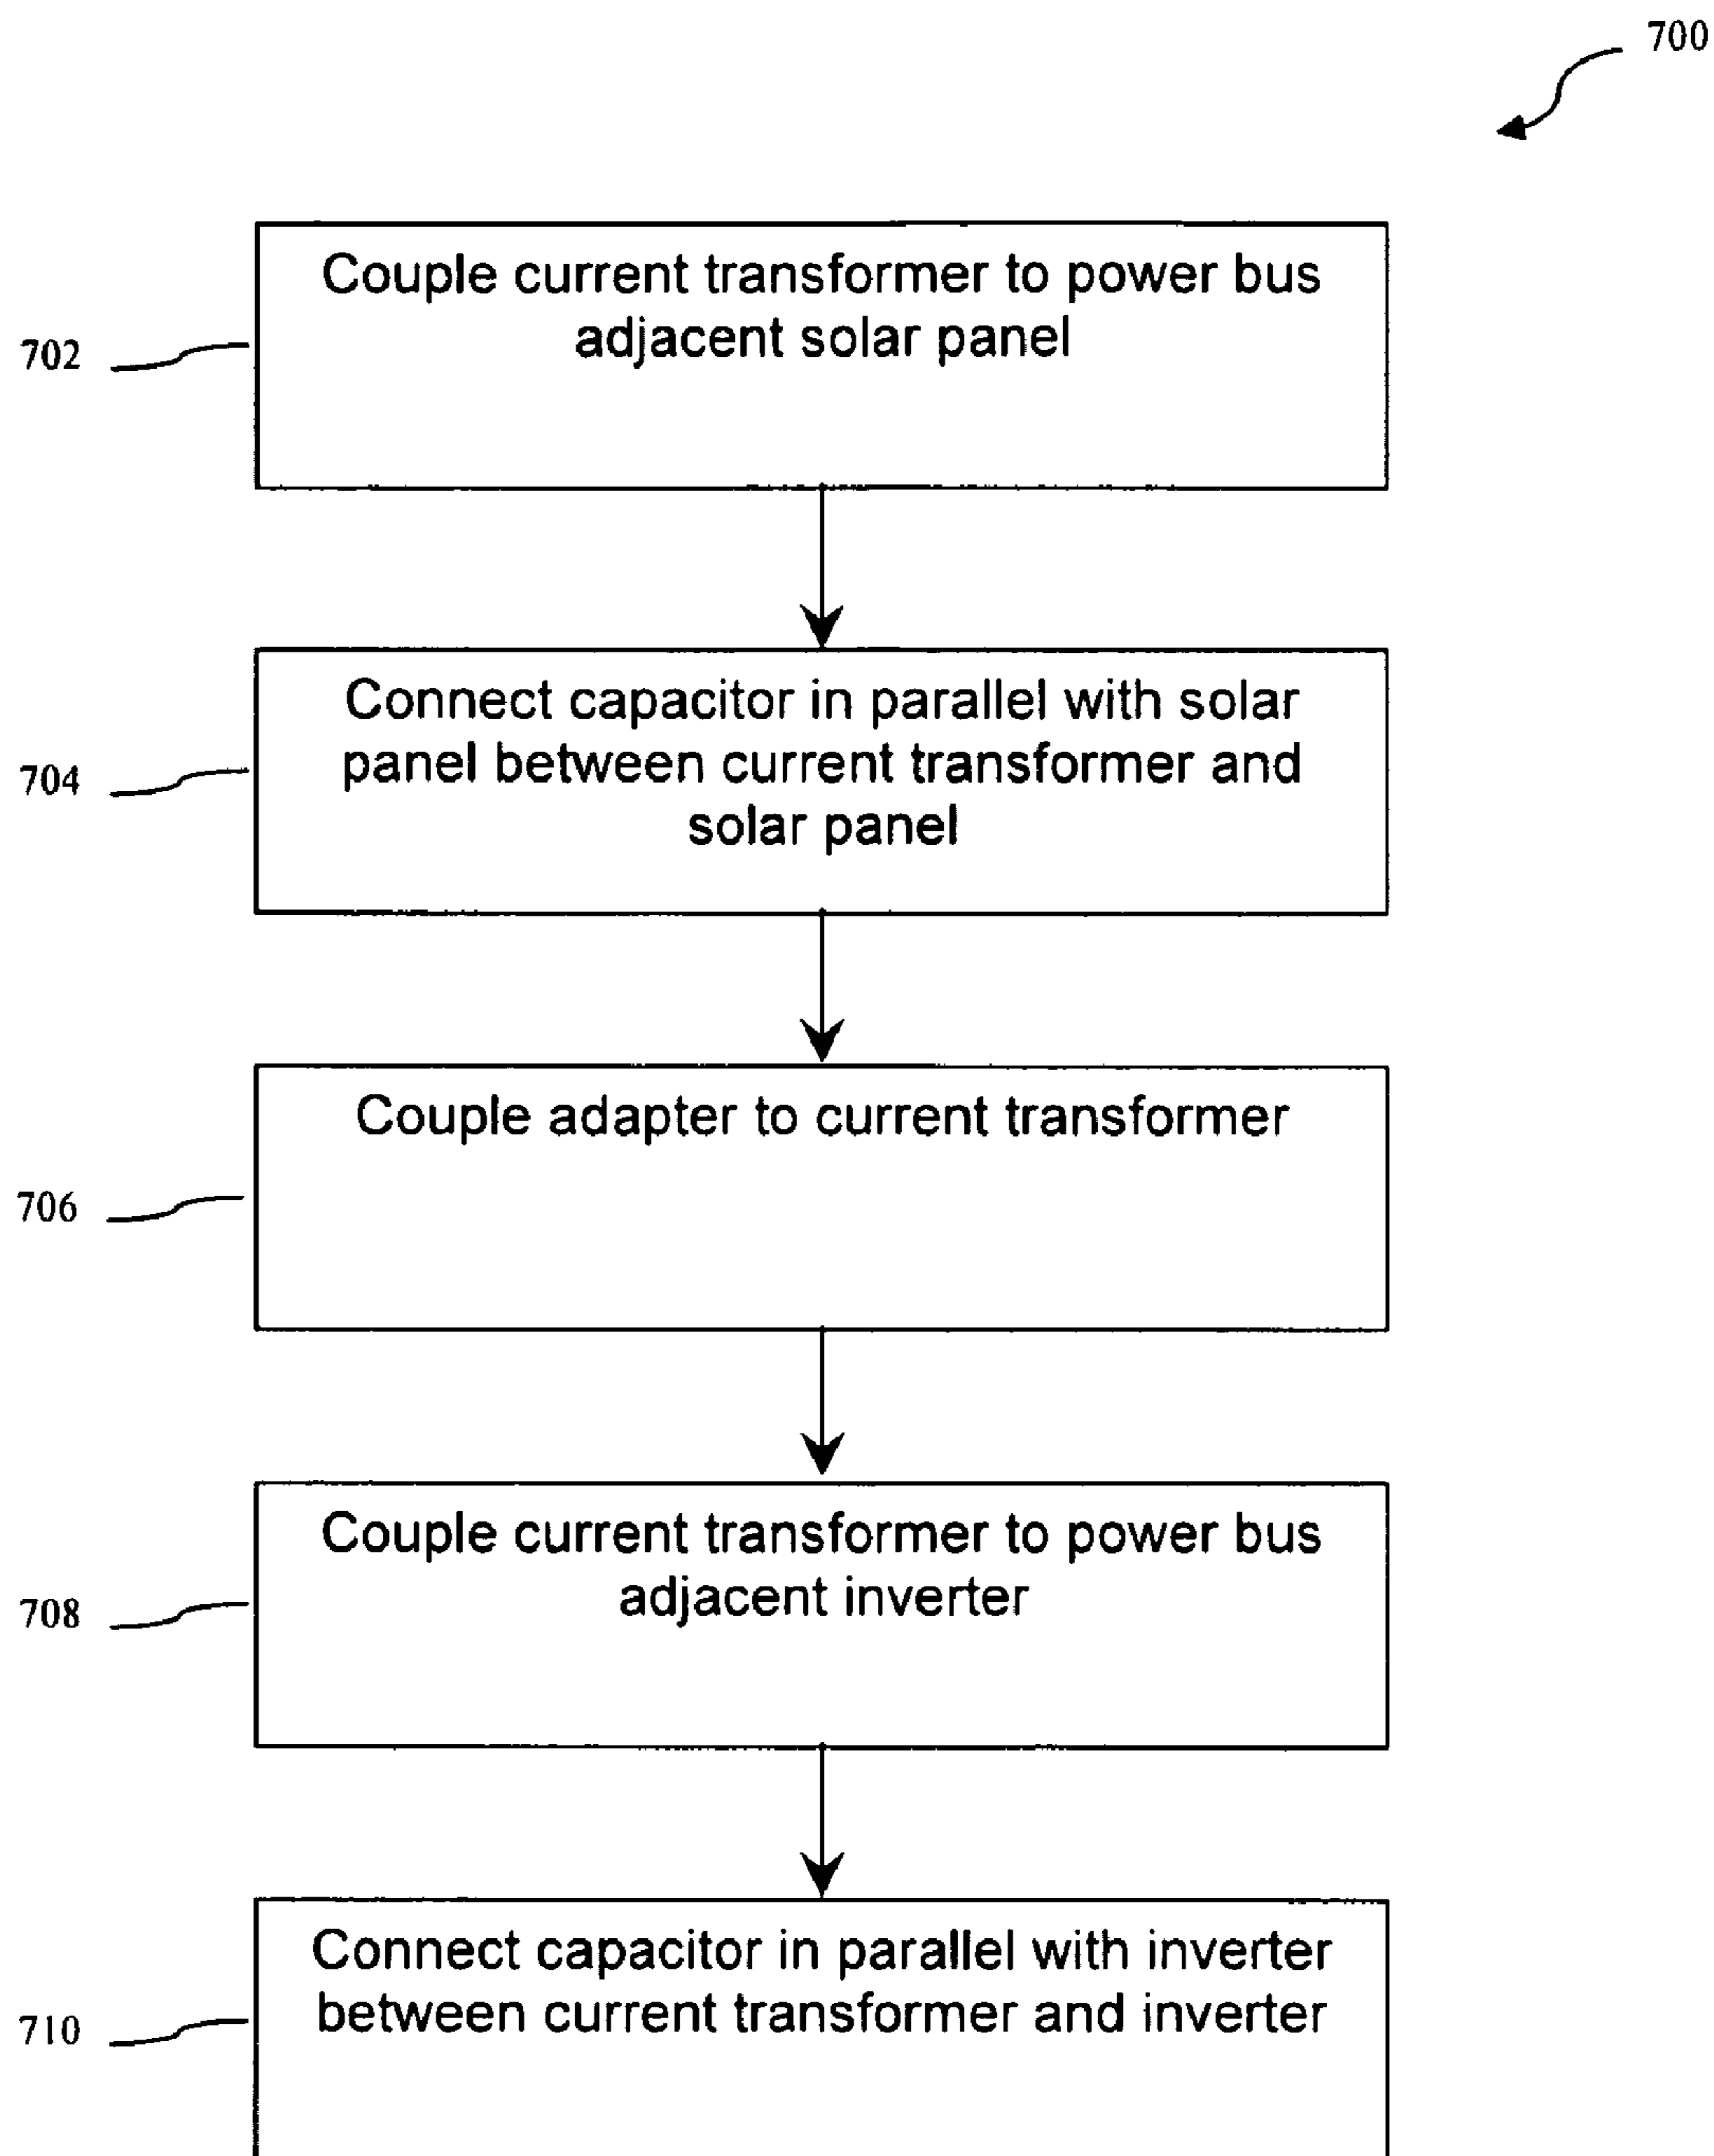 700
Couple current transformer to power bus
adjacent solar panel
702
Connect capacitor in parallel with solar
panel between current transformer and
solar panel
704
Couple adapter to current transformer
706
Couple current transformer to power bus
adjacent inverter
708
Connect capacitor in parallel with inverter
between current transformer and inverter
710